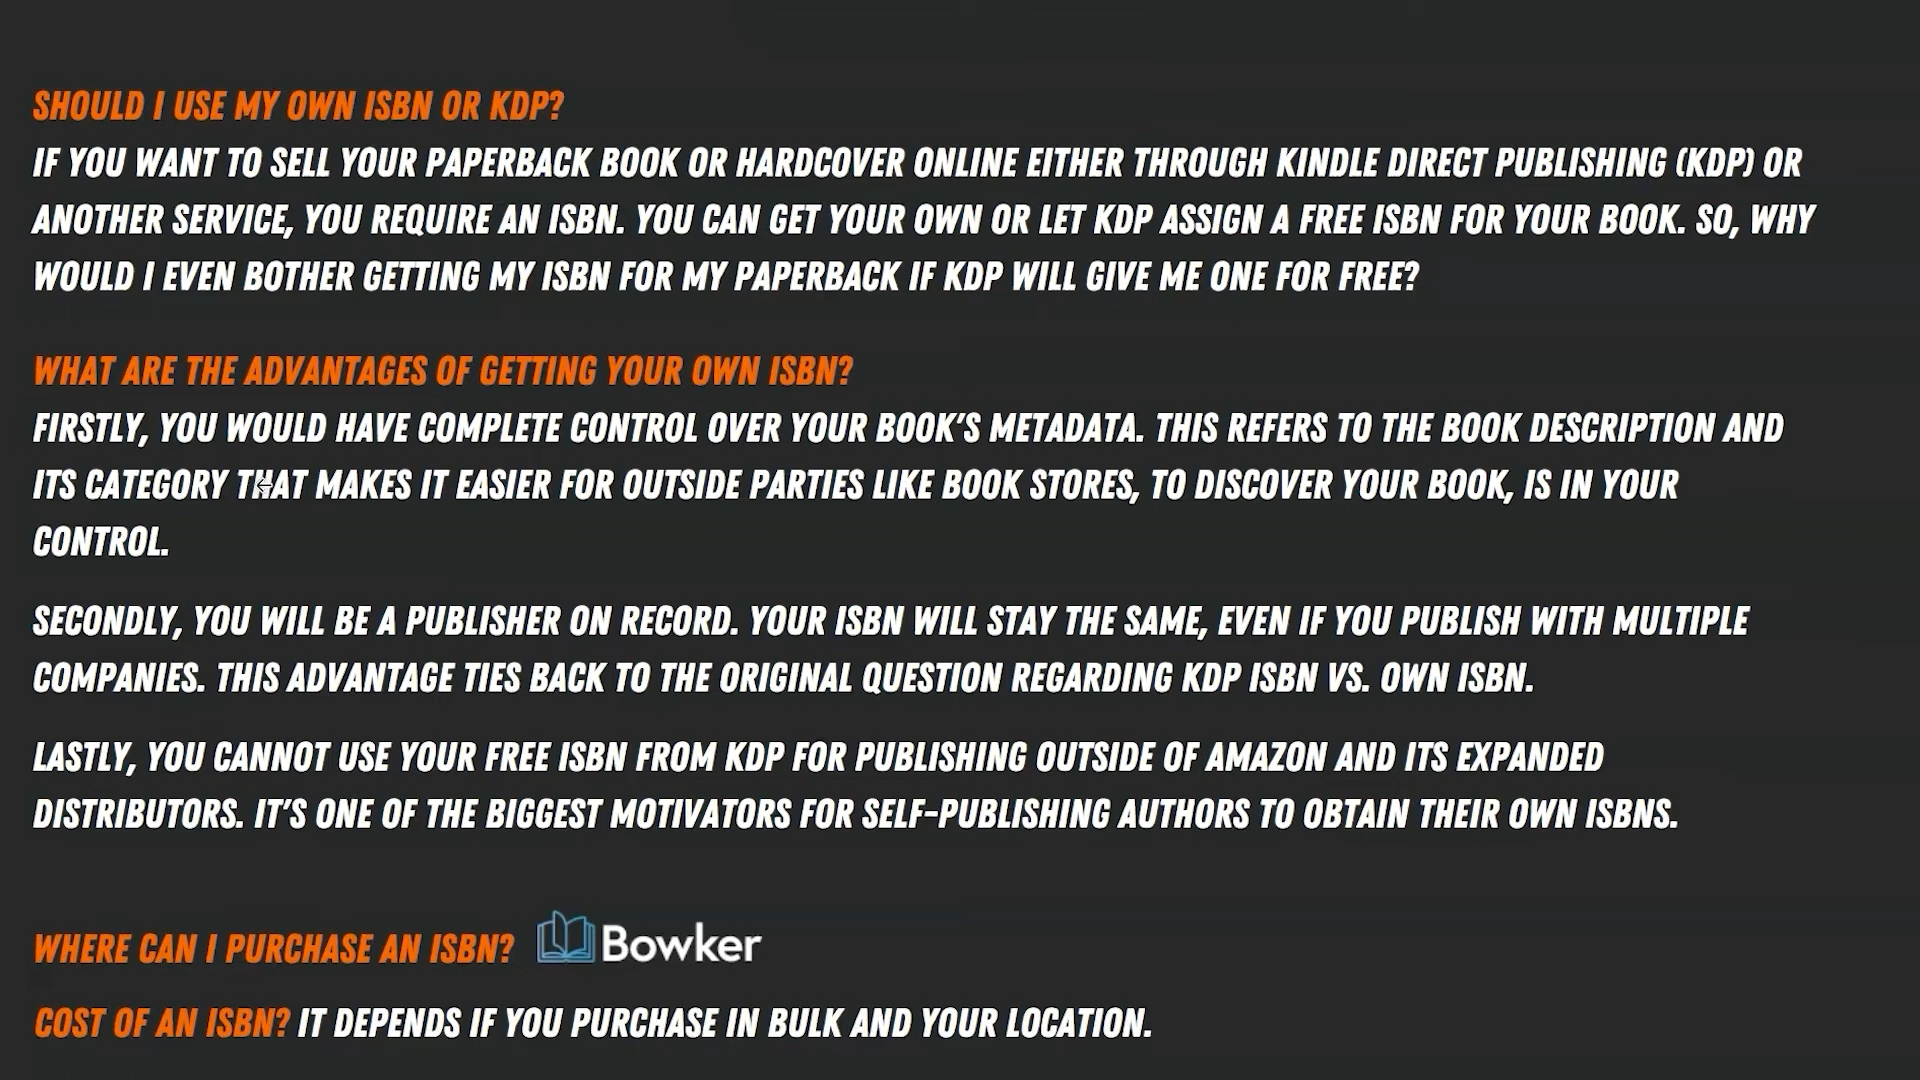 SHOULD I USE MY OWN ISBN OR KDP?
IF YOU WANT TO SELL YOUR PAPERBACK BOOK OR HARDCOVER ONLINE EITHER THROUGH KINDLE DIRECT PUBLISHING (KDP) OR
ANOTHER SERVICE, YOU REQUIRE AN ISBN. YOU CAN GET YOUR OWN OR LET KDP ASSIGN A FREE ISBN FOR YOUR BOOK. SO, WHY
WOULD I EVEN BOTHER GETTING MY ISBN FOR MY PAPERBACK IF KDP WILL GIVE ME ONE FOR FREE?
WHAT ARE THE ADVANTAGES OF GETTING YOUR OWN ISBN?
FIRSTLY, YOU WOULD HAVE COMPLETE CONTROL OVER YOUR BOOK'S METADATA. THIS REFERS TO THE BOOK DESCRIPTION AND
ITS CATEGORY THAT MAKES IT EASIER FOR OUTSIDE PARTIES LIKE BOOK STORES, TO DISCOVER YOUR BOOK, IS IN YOUR
CONTROL.
SECONDLY, YOU WILL BE A PUBLISHER ON RECORD. YOUR ISBN WILL STAY THE SAME, EVEN IF YOU PUBLISH WITH MULTIPLE
COMPANIES. THIS ADVANTAGE TIES BACK TO THE ORIGINAL QUESTION REGARDING KDP ISBN VS. OWN ISBN.
LASTLY, YOU CANNOT USE YOUR FREE ISBN FROM KDP FOR PUBLISHING OUTSIDE OF AMAZON AND ITS EXPANDED
DISTRIBUTORS. IT'S ONE OF THE BIGGEST MOTIVATORS FOR SELF-PUBLISHING AUTHORS TO OBTAIN THEIR OWN ISBNS.
WHERE CAN I PURCHASE AN ISBN? Bowker
COST OF AN ISBN? IT DEPENDS IF YOU PURCHASE IN BULK AND YOUR LOCATION.